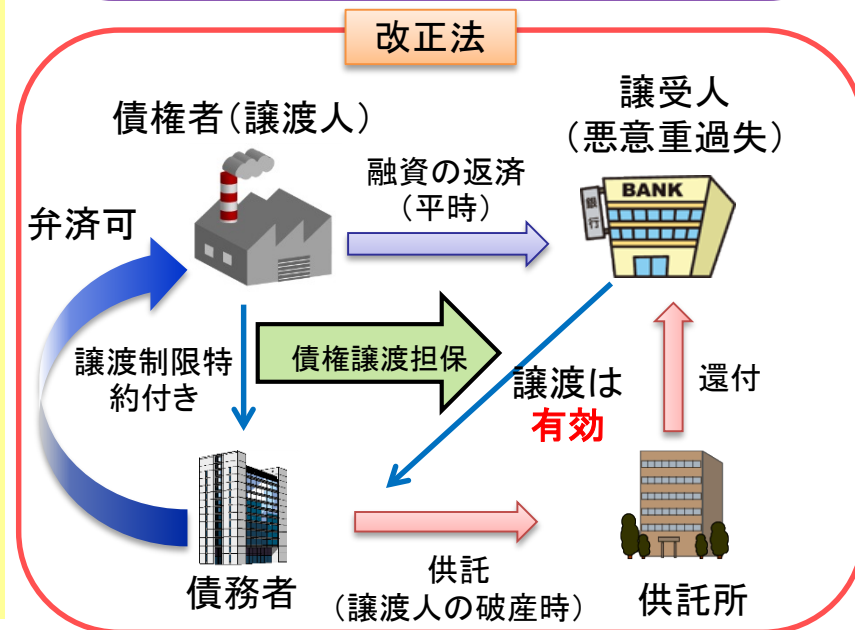 改正法
債権者（譲渡人）
譲受人
（悪意重過失）
融資の返済
（平時）
BANK
銀行
弁済可
譲渡制限特
約付き
債権譲渡担保
譲渡は
有効
還付
債務者
供託
（譲渡人の破産時）
供託所